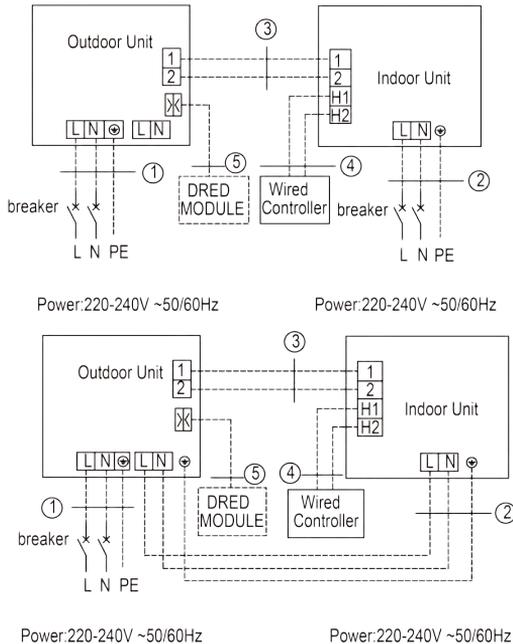 Outdoor Unit
1
2
L N
L N
1
breaker
L N PE
Power:220-240V ~50/60Hz
3
5
DRED
MODULE
4
Wired
Controller
1
2
H1
H2
Indoor Unit
L N
2
breaker
L N PE
Power:220-240V ~50/60Hz
Outdoor Unit
1
2
L N
L N
1
breaker
L N PE
Power:220-240V ~50/60Hz
3
5
DRED
MODULE
4
Wired
Controller
1
2
H1
H2
Indoor Unit
L N
2
Power:220-240V ~50/60Hz